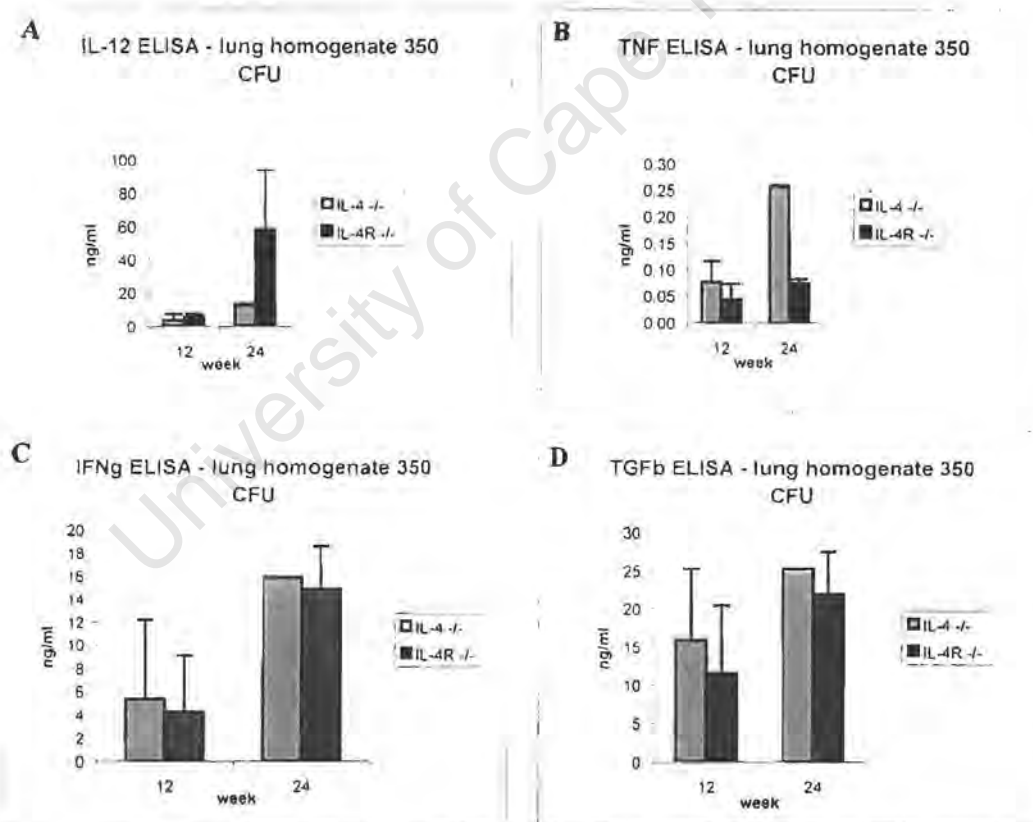 A
IL-12 ELISA - lung homogenate 350
CFU
100
80
60
40
20
0
ng/ml
12
24
week
IL-4 -/-
IL-4R -/-
B
TNF ELISA - lung homogenate 350
CFU
0.30
0.25
0.20
0.15
0.10
0.05
0.00
ng/ml
12
24
week
IL-4 -/-
IL-4R -/-
C
IFNg ELISA - lung homogenate 350
CFU
20
18
16
14
12
10
8
6
4
2
0
ng/ml
12
24
week
IL-4 -/-
IL-4R -/-
D
TGFb ELISA - lung homogenate 350
CFU
30
25
20
15
10
5
0
ng/ml
12
24
week
IL-4 -/-
IL-4R -/-
University of Cape